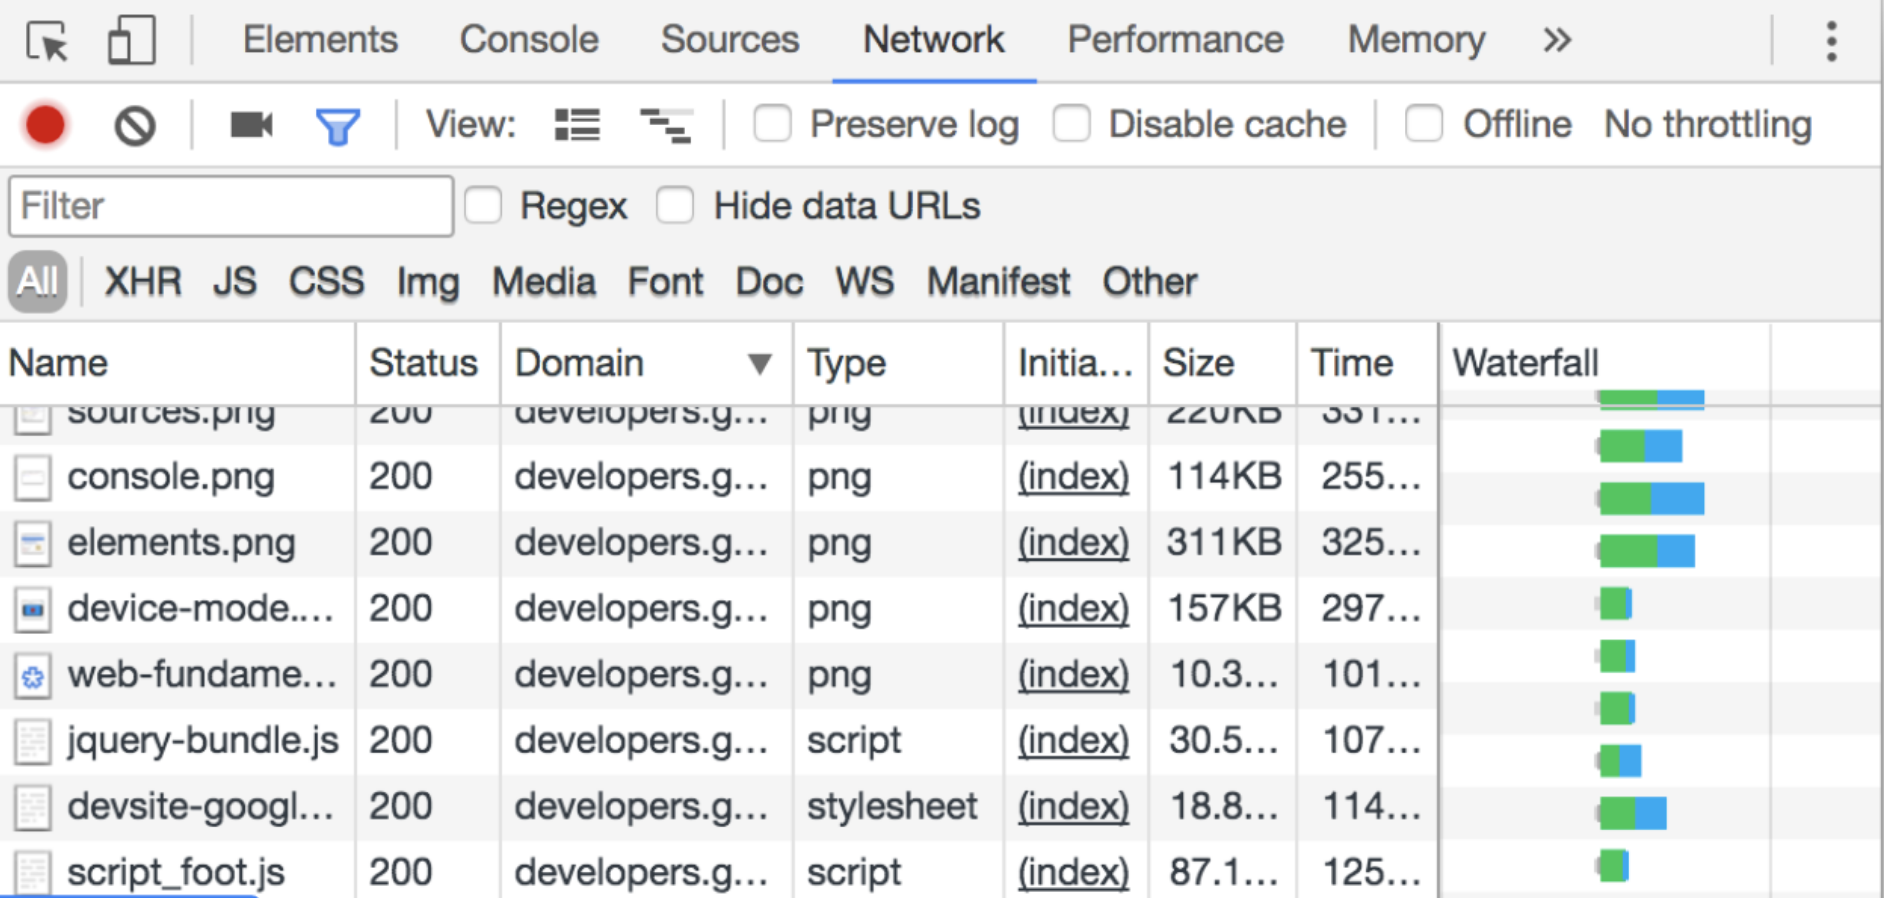 Elements Console Sources Network Performance Memory »
View: Preserve log Disable cache Offline No throttling
Filter Regex Hide data URLs
All XHR JS CSS Img Media Font Doc WS Manifest Other
Name Status Domain ▼ Type Initia... Size Time Waterfall
sources.png 200 developers.g... png (index) 220KB 331...
console.png 200 developers.g... png (index) 114KB 255...
elements.png 200 developers.g... png (index) 311KB 325...
device-mode.... 200 developers.g... png (index) 157KB 297...
web-fundame... 200 developers.g... png (index) 10.3... 101...
jquery-bundle.js 200 developers.g... script (index) 30.5... 107...
devsite-googl... 200 developers.g... stylesheet (index) 18.8... 114...
script_foot.js 200 developers.g... script (index) 87.1... 125...